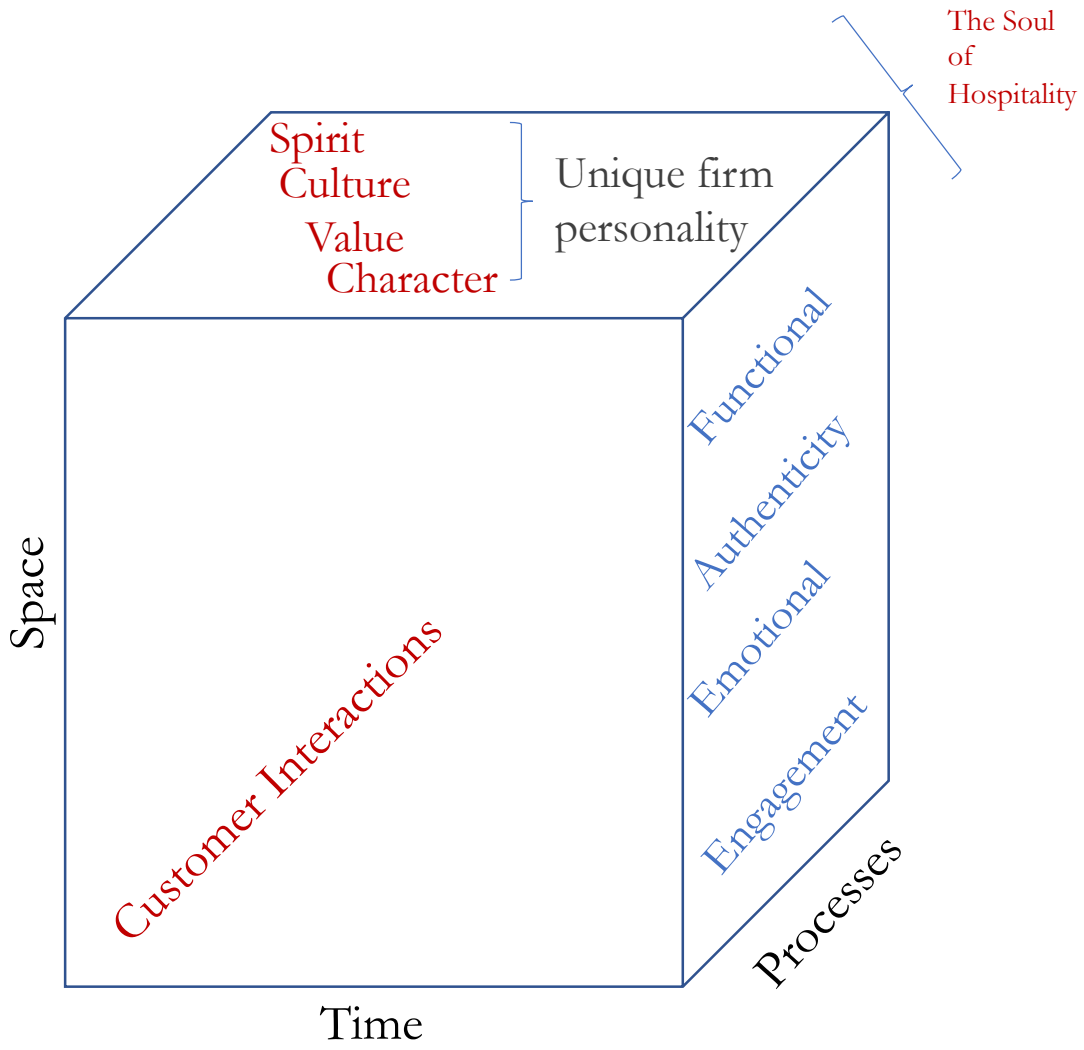 The Soul
of
Hospitality
Spirit
Culture
Value
Character
Unique firm
personality
Functional
Authenticity
Emotional
Engagement
Space
Customer Interactions
Processes
Time